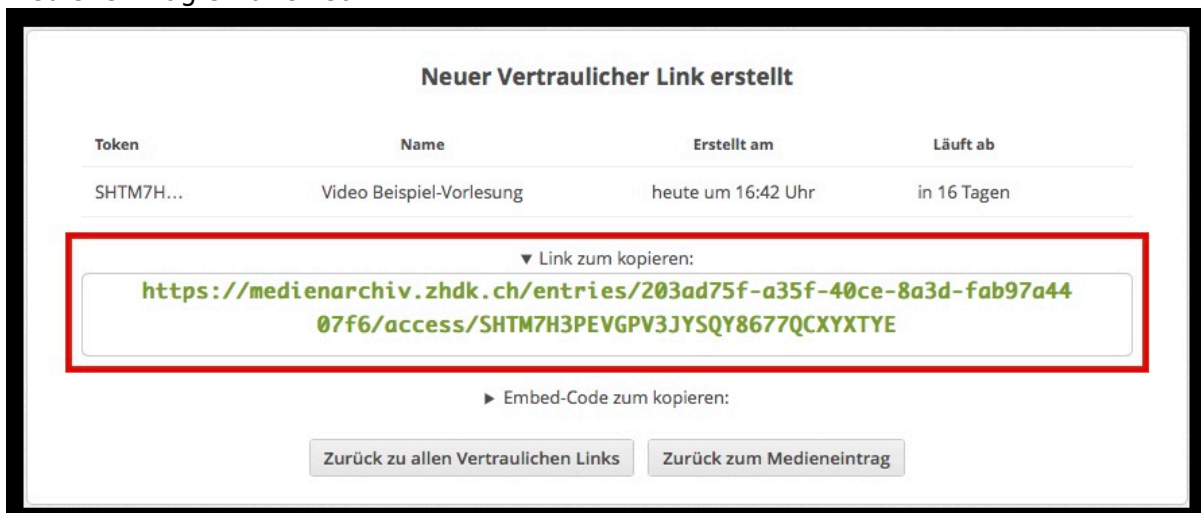 Neuer Vertraulicher Link erstellt
Token Name Erstellt am Läuft ab
SHTM7H... Video Beispiel-Vorlesung heute um 16:42 Uhr in 16 Tagen
▼ Link zum kopieren:
https://medienarchiv.zhdk.ch/entries/203ad75f-a35f-40ce-8a3d-fab97a44
07f6/access/SHTM7H3PEVGPV3JYSQY8677QCXYXTYE
▶ Embed-Code zum kopieren:
Zurück zu allen Vertraulichen Links Zurück zum Medieneintrag